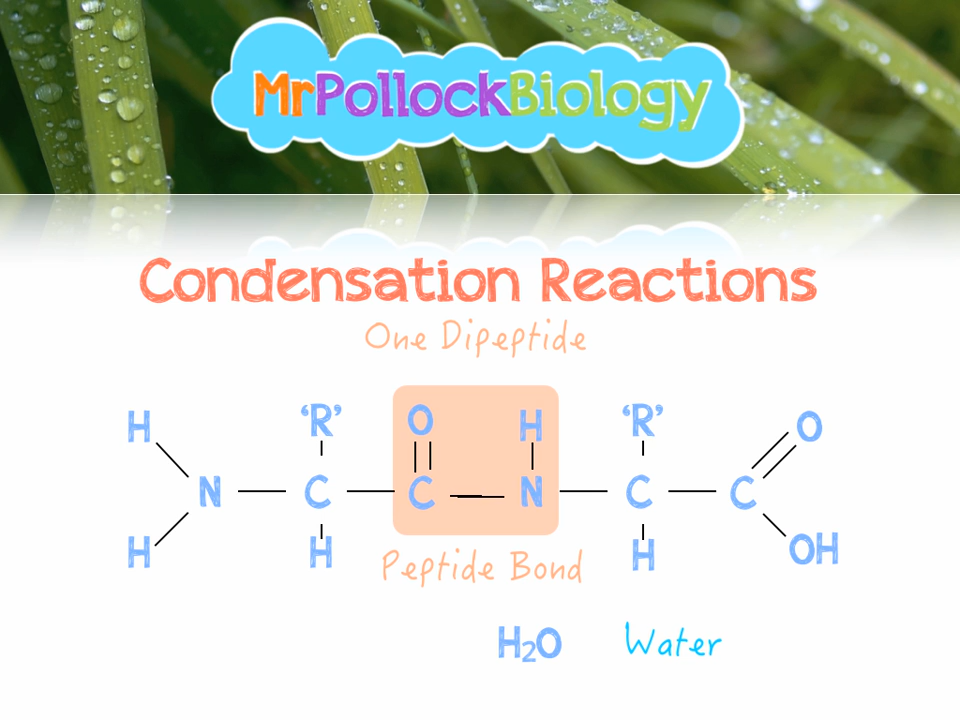 MrPollockBiology
Condensation Reactions
One Dipeptide
H ‘R’ O H ‘R’ O
N C C N C C
H H H OH
Peptide Bond
H₂O Water